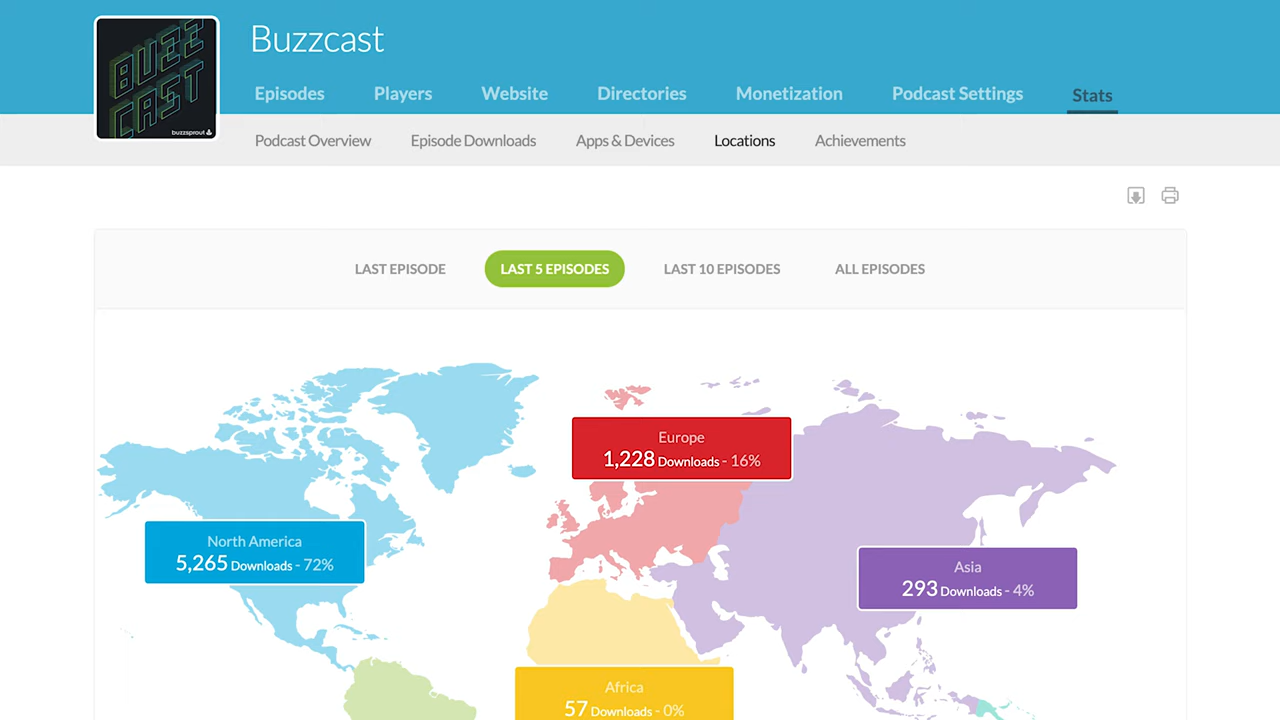 BUZZ
CAST
buzzsprout
Buzzcast
Episodes Players Website Directories Monetization Podcast Settings Stats
Podcast Overview Episode Downloads Apps & Devices Locations Achievements
LAST EPISODE LAST 5 EPISODES LAST 10 EPISODES ALL EPISODES
Europe
1,228 Downloads - 16%
North America
5,265 Downloads - 72%
Asia
293 Downloads - 4%
Africa
57 Downloads - 0%